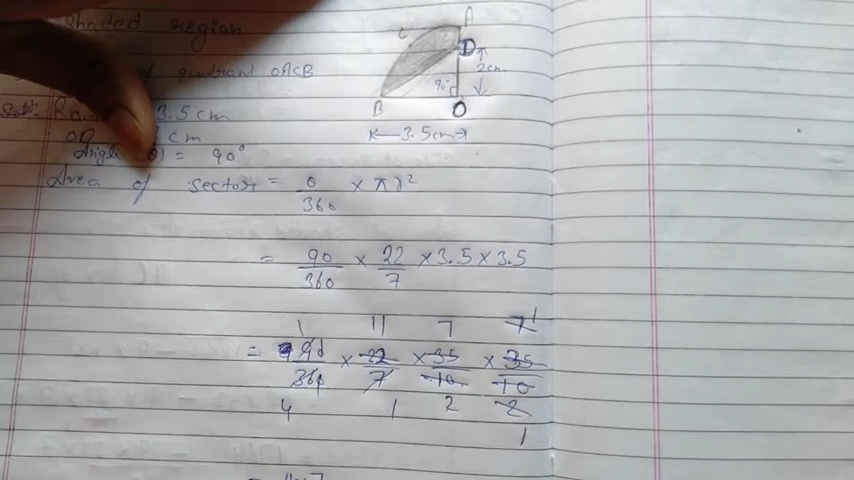 Shaded region
A
C
D
quadrant OACB
2cm
90°
B
O
3.5 cm
3.5cm
OD cm
Angle = 90°
Area of sector = θ/360 × πr²
= 90/360 × 22/7 × 3.5 × 3.5
1 11 7 7 1
= 90/360 × 22/7 × 35/10 × 35/10
4 1 2 2
1